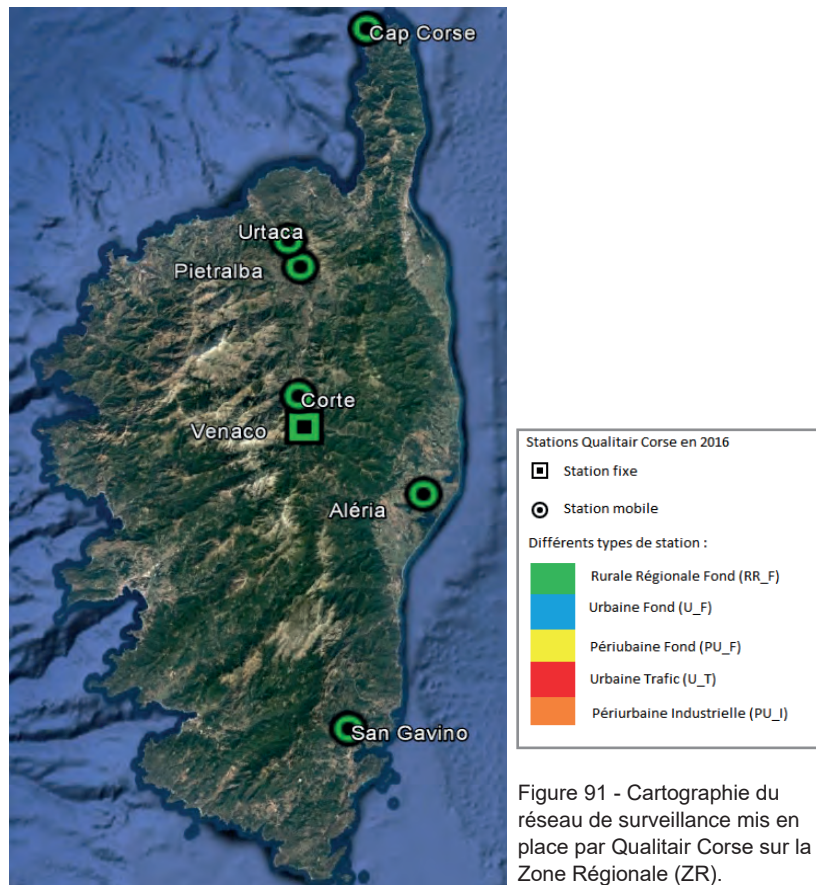 Cap Corse
Urtaca
Pietralba
Corte
Venaco
Aléria
San Gavino
Stations Qualitair Corse en 2016
Station fixe
Station mobile
Différents types de station :
Rurale Régionale Fond (RR_F)
Urbaine Fond (U_F)
Périubaine Fond (PU_F)
Urbaine Trafic (U_T)
Périurbaine Industrielle (PU_I)
Figure 91 - Cartographie du
réseau de surveillance mis en
place par Qualitair Corse sur la
Zone Régionale (ZR).